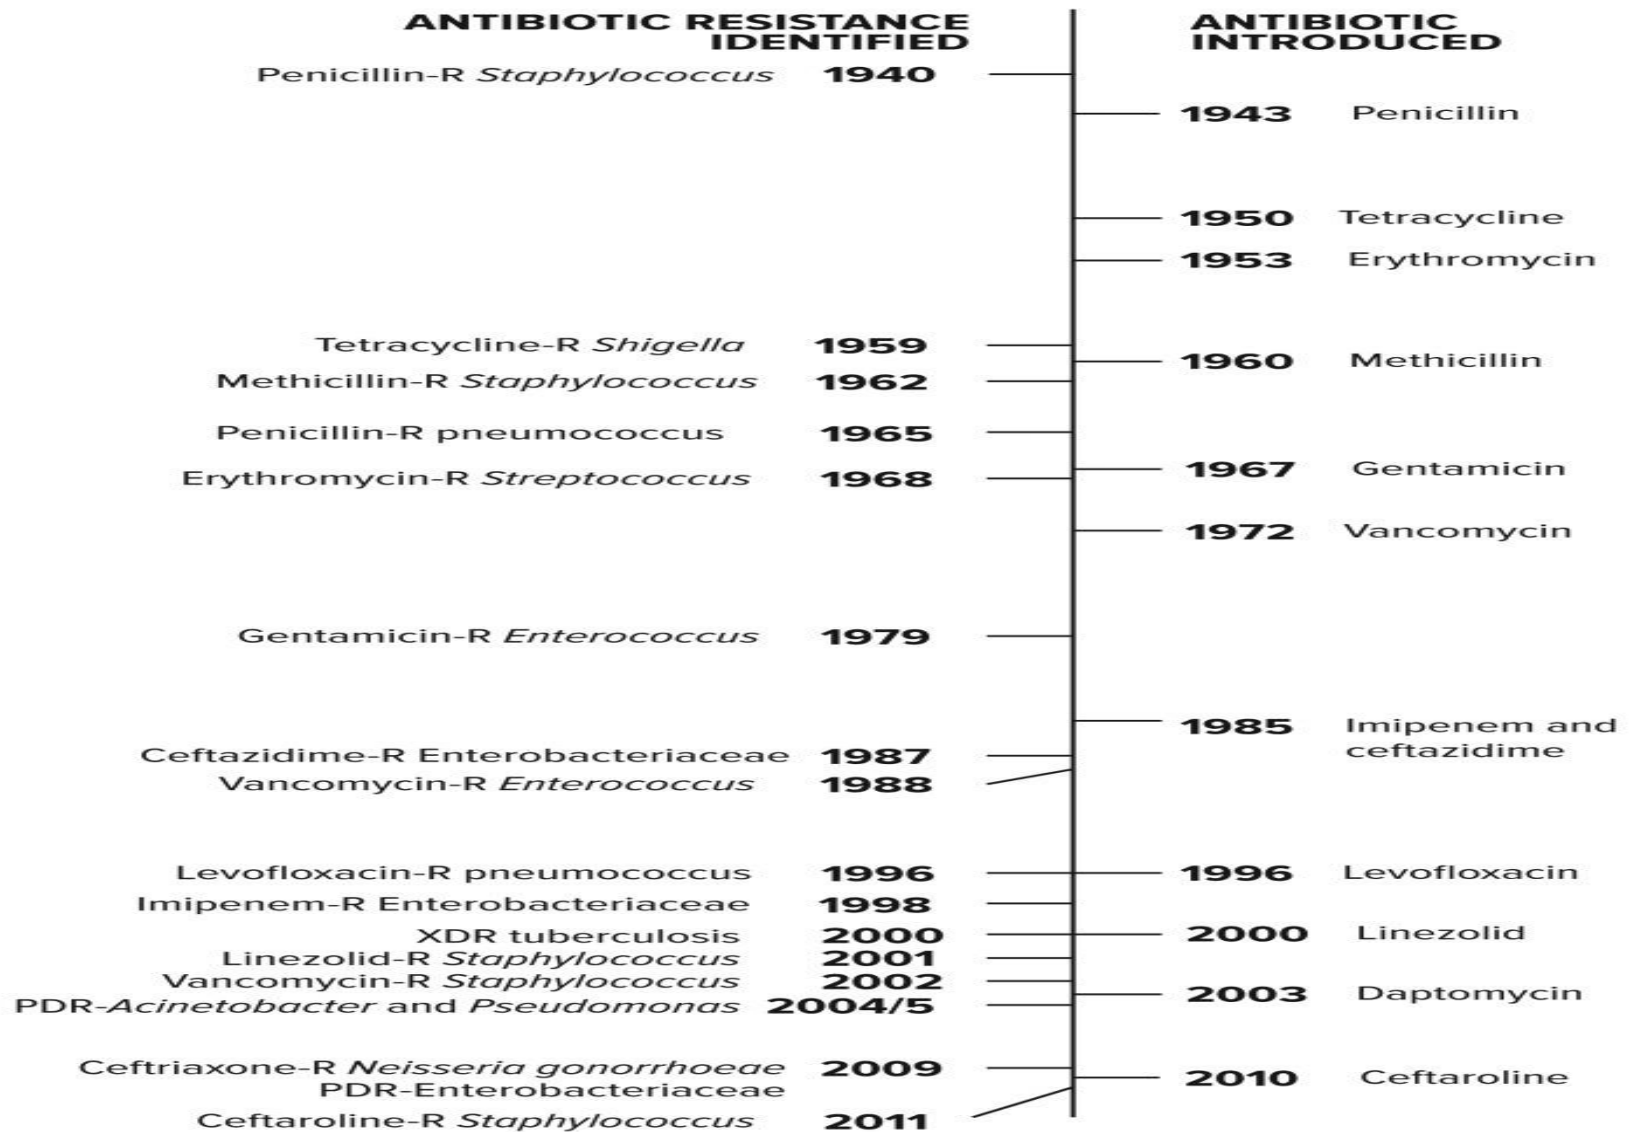 ANTIBIOTIC RESISTANCE
IDENTIFIED
ANTIBIOTIC
INTRODUCED
Penicillin-R Staphylococcus 1940
1943 Penicillin
1950 Tetracycline
1953 Erythromycin
Tetracycline-R Shigella 1959
1960 Methicillin
Methicillin-R Staphylococcus 1962
Penicillin-R pneumococcus 1965
1967 Gentamicin
Erythromycin-R Streptococcus 1968
1972 Vancomycin
Gentamicin-R Enterococcus 1979
1985 Imipenem and
ceftazidime
Ceftazidime-R Enterobacteriaceae 1987
Vancomycin-R Enterococcus 1988
Levofloxacin-R pneumococcus 1996
1996 Levofloxacin
Imipenem-R Enterobacteriaceae 1998
XDR tuberculosis 2000
2000 Linezolid
Linezolid-R Staphylococcus 2001
Vancomycin-R Staphylococcus 2002
2003 Daptomycin
PDR-Acinetobacter and Pseudomonas 2004/5
Ceftriaxone-R Neisseria gonorrhoeae 2009
PDR-Enterobacteriaceae
2010 Ceftaroline
Ceftaroline-R Staphylococcus 2011